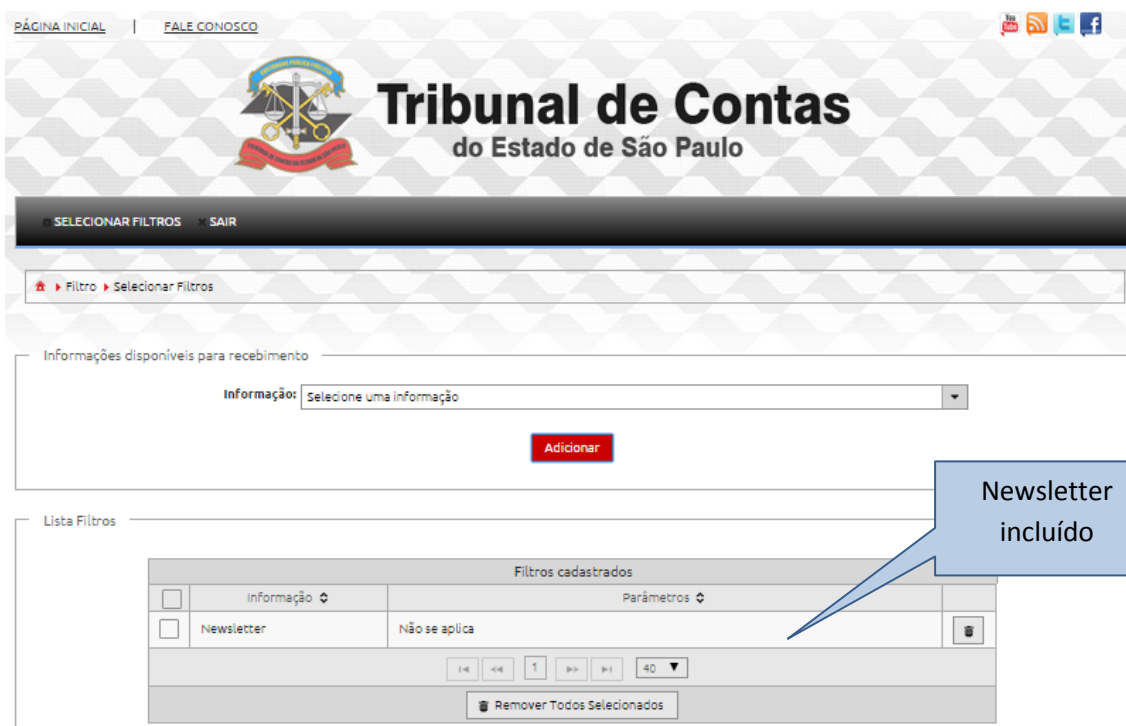 PÁGINA INICIAL | FALE CONOSCO
You Tube
Tribunal de Contas
do Estado de São Paulo
SELECIONAR FILTROS SAIR
Filtro Selecionar Filtros
Informações disponíveis para recebimento
Informação: Selecione uma informação
Adicionar
Newsletter
incluído
Lista Filtros
Filtros cadastrados
Informação Parâmetros
Newsletter Não se aplica
1 40
Remover Todos Selecionados